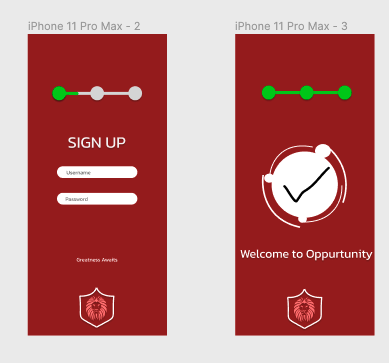 iPhone 11 Pro Max - 2
SIGN UP
Username
Password
Greatness Awaits
iPhone 11 Pro Max - 3
Welcome to Oppurtunity